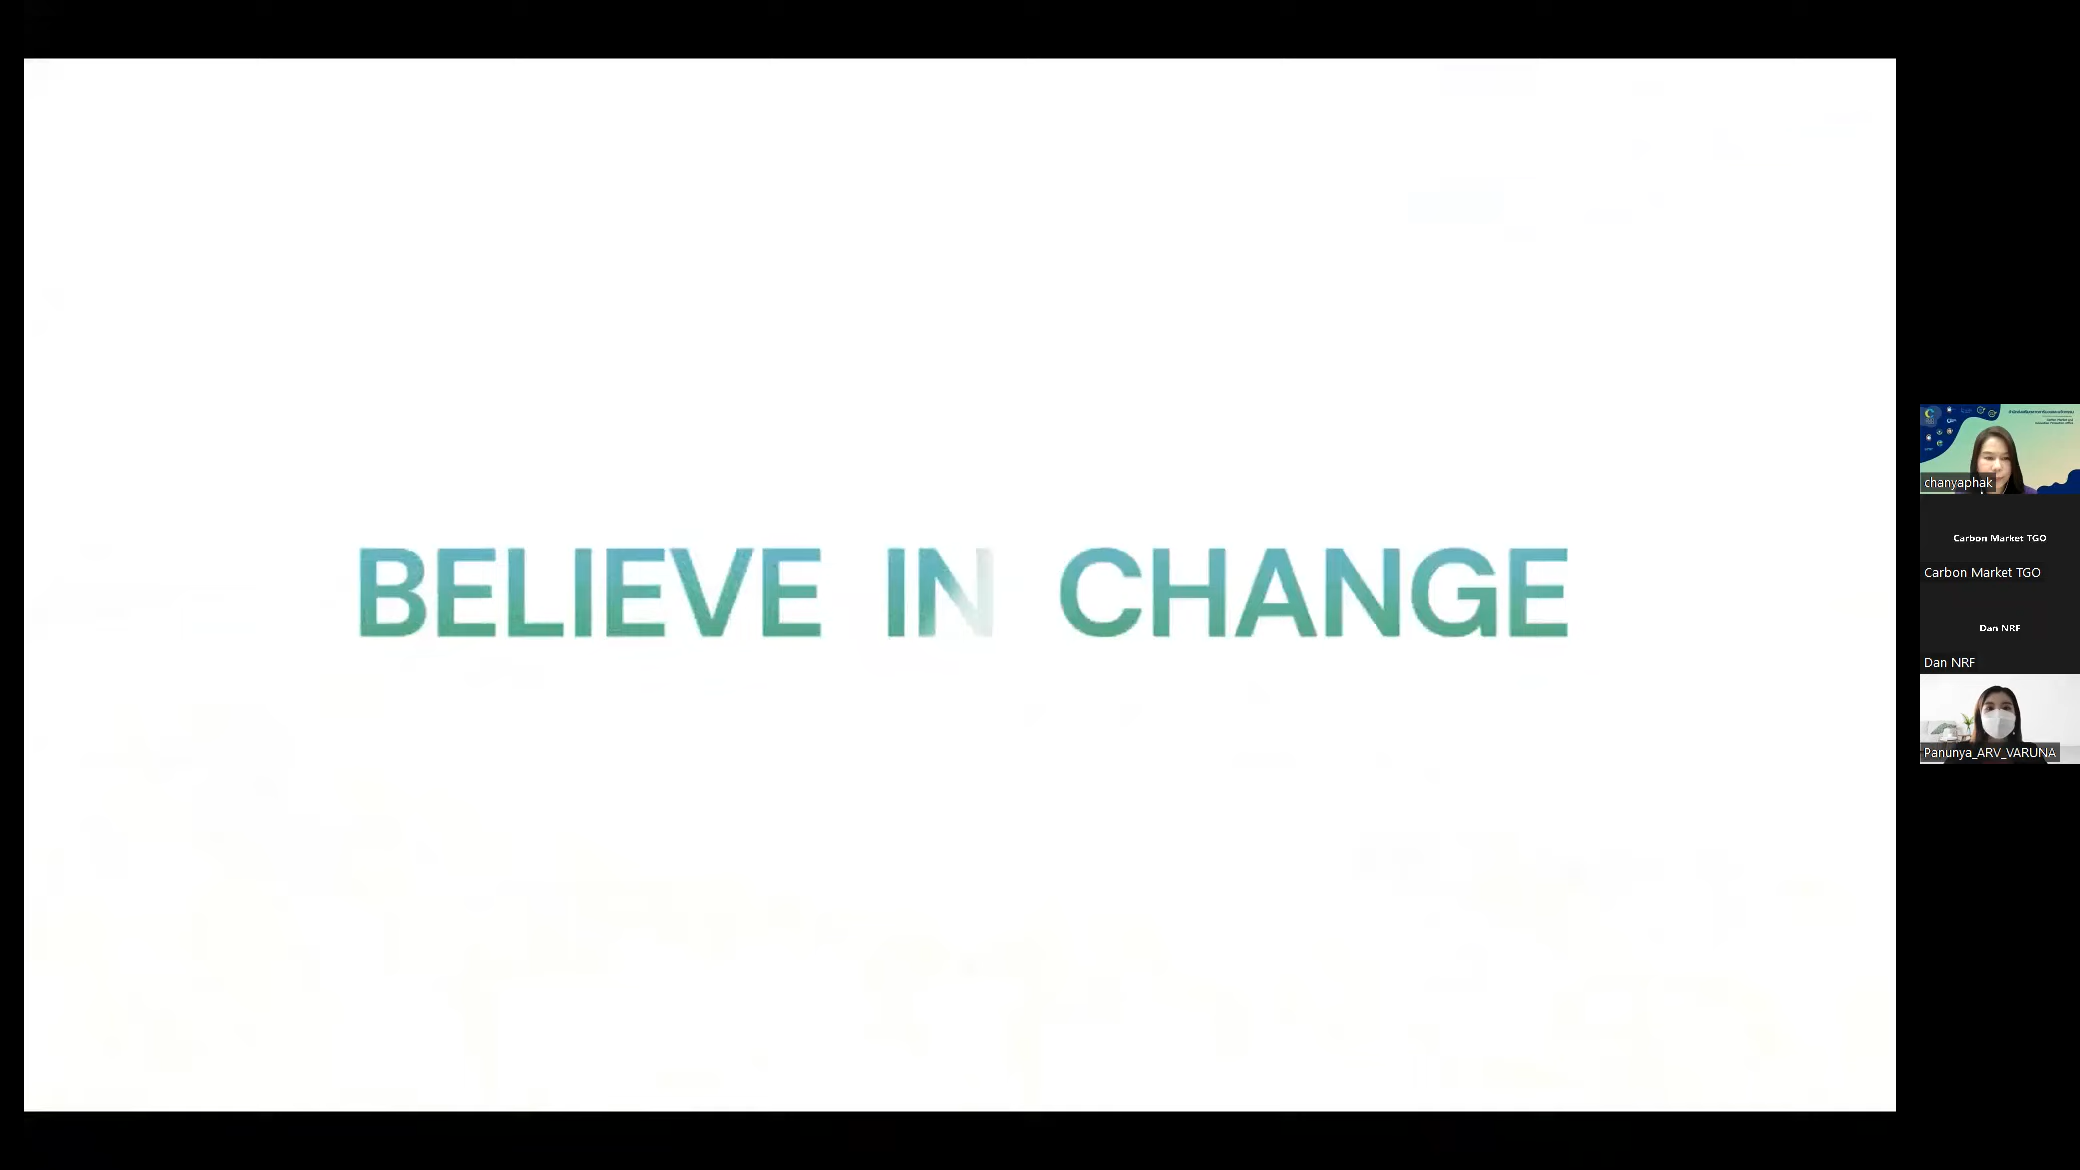 BELIEVE IN CHANGE
chanyaphak
Carbon Market TGO
Carbon Market TGO
Dan NRF
Dan NRF
Panunya_ARV_VARUNA